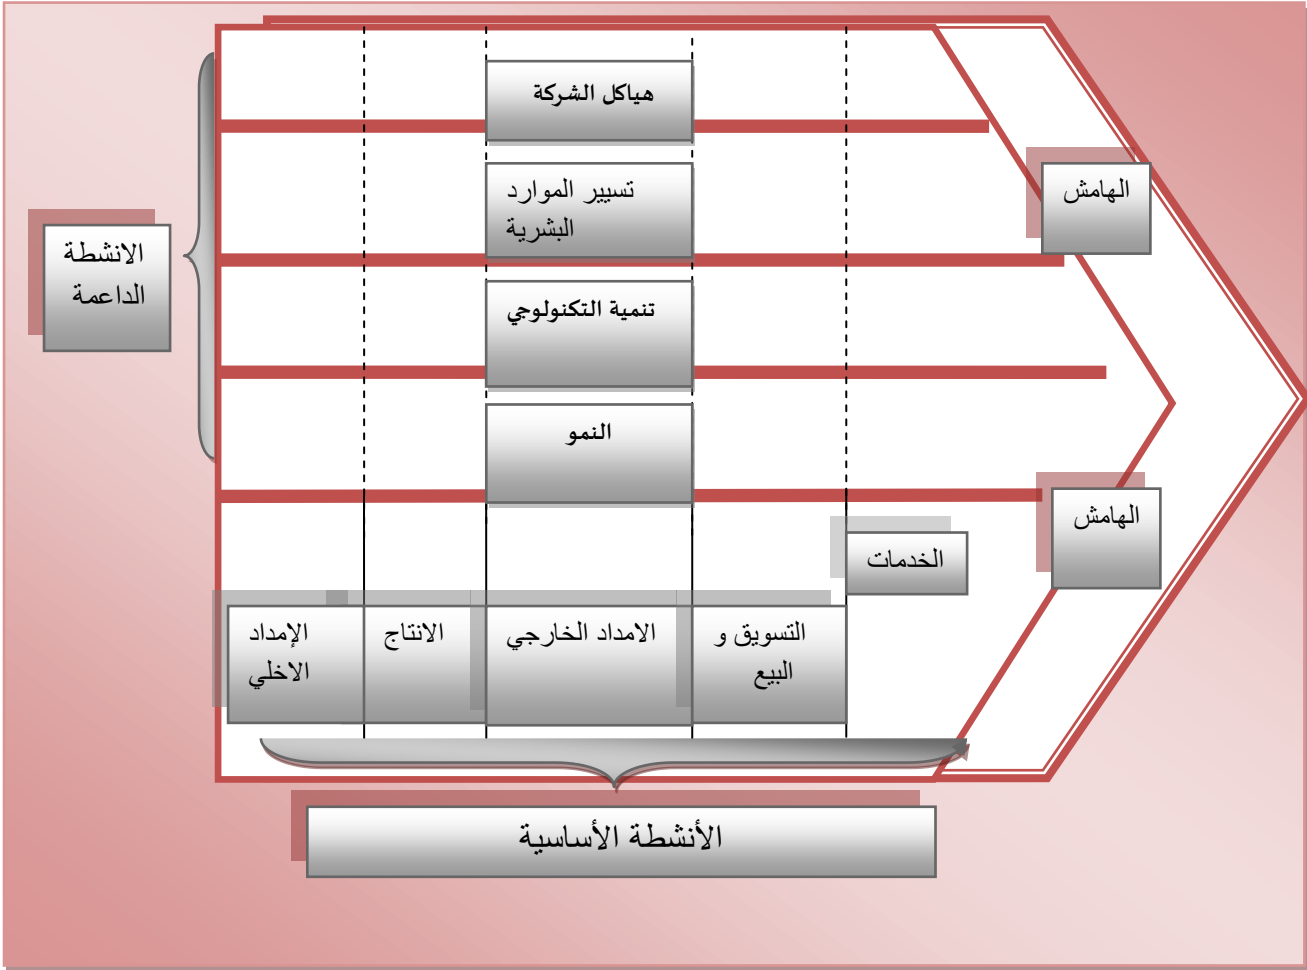 هياكل الشركة
تسيير الموارد
البشرية
الهامش
الانشطة
الداعمة
تنمية التكنولوجي
النمو
الهامش
الخدمات
الإمداد
الاخلي
الانتاج
الامداد الخارجي
التسويق و
البيع
الأنشطة الأساسية